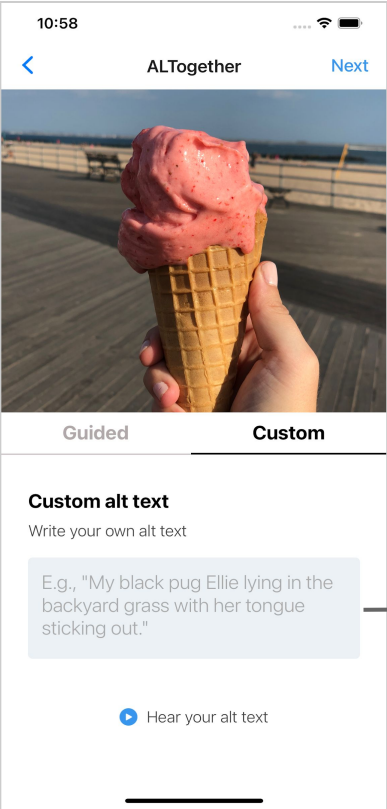 10:58
ALTogether
Next
Guided
Custom
Custom alt text
Write your own alt text
E.g., "My black pug Ellie lying in the
backyard grass with her tongue
sticking out."
Hear your alt text